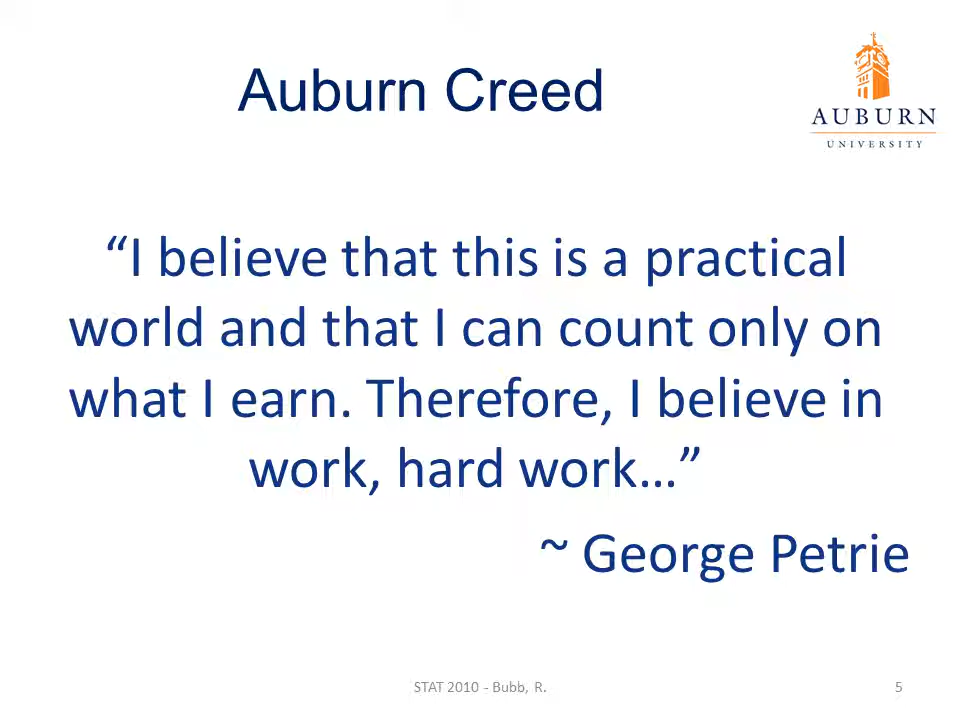 Auburn Creed
AUBURN
UNIVERSITY
“I believe that this is a practical
world and that I can count only on
what I earn. Therefore, I believe in
work, hard work…”
~ George Petrie
STAT 2010 - Bubb, R.
5